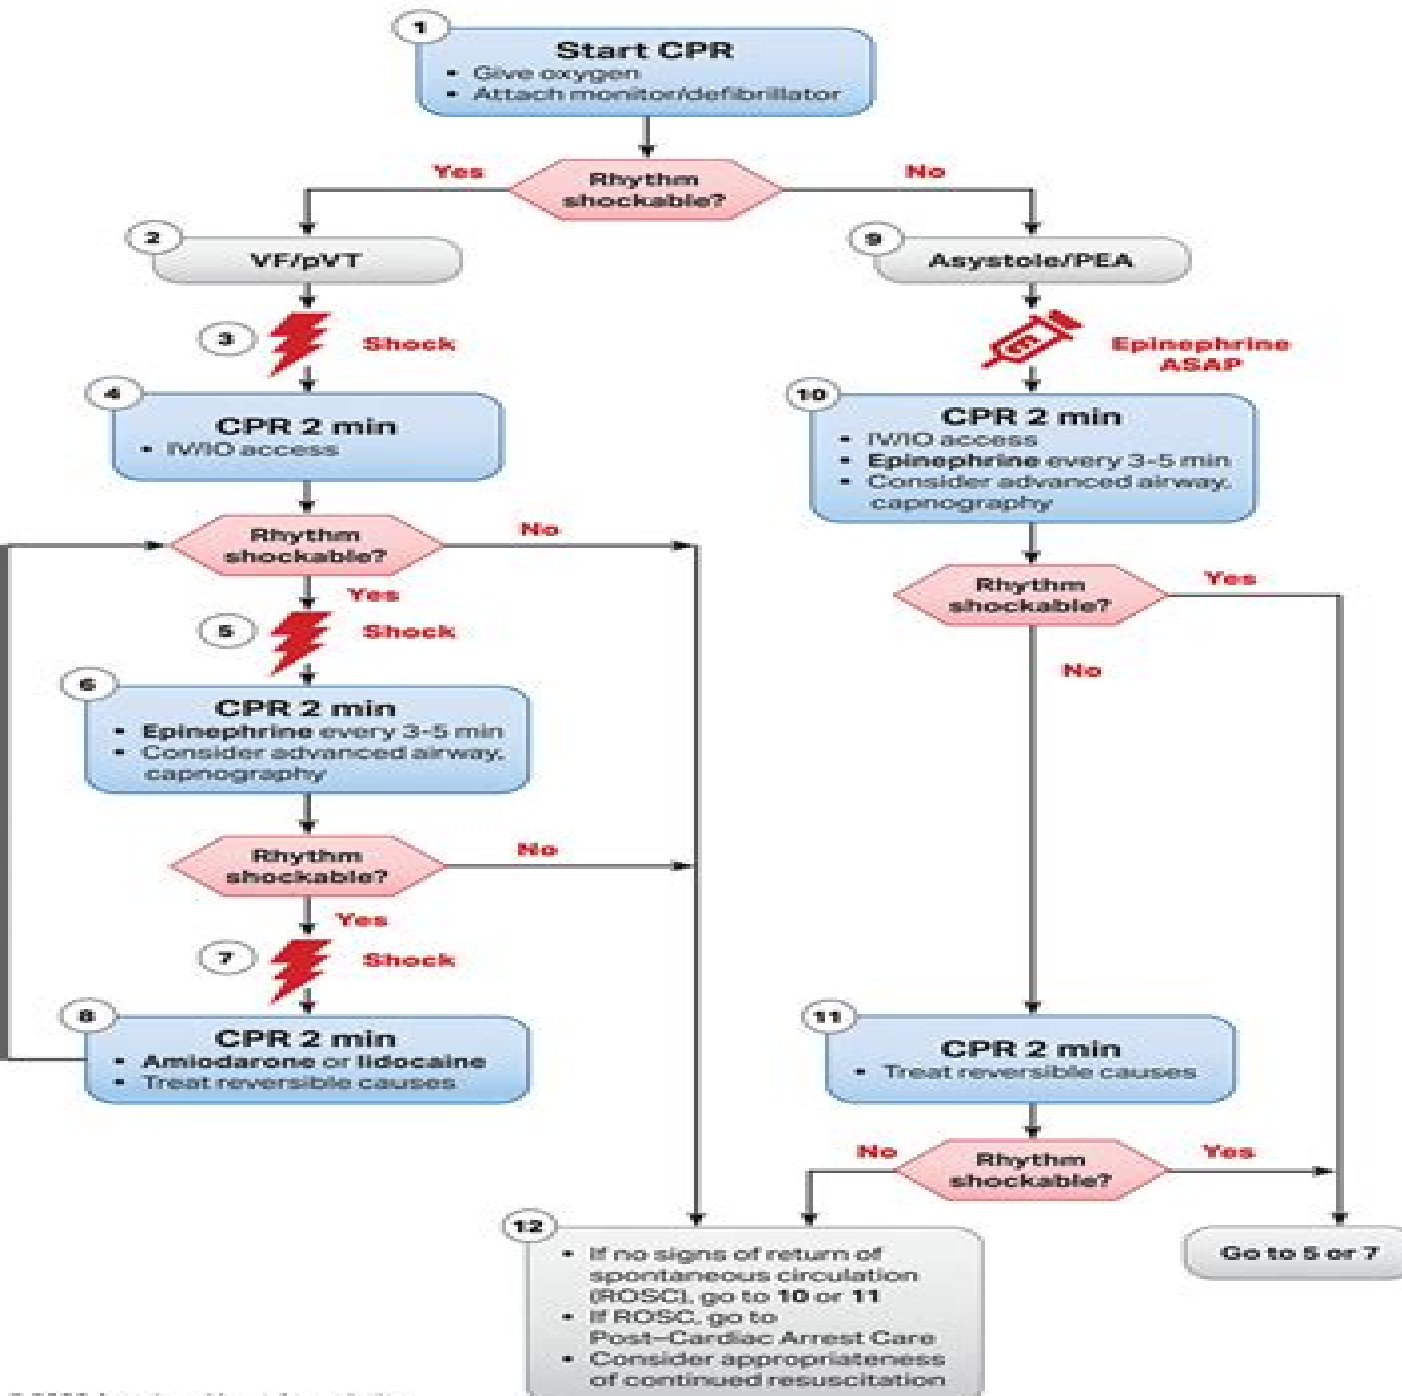 1
Start CPR
• Give oxygen
• Attach monitor/defibrillator
Rhythm
shockable?
Yes
No
2
VF/pVT
3
Shock
4
CPR 2 min
• IV/IO access
Rhythm
shockable?
No
Yes
5
Shock
6
CPR 2 min
• Epinephrine every 3-5 min
• Consider advanced airway,
capnography
Rhythm
shockable?
No
Yes
7
Shock
8
CPR 2 min
• Amiodarone or lidocaine
• Treat reversible causes
9
Asystole/PEA
Epinephrine
ASAP
10
CPR 2 min
• IV/IO access
• Epinephrine every 3-5 min
• Consider advanced airway,
capnography
Rhythm
shockable?
Yes
No
11
CPR 2 min
• Treat reversible causes
Rhythm
shockable?
No
Yes
12
• If no signs of return of
spontaneous circulation
(ROSC), go to 10 or 11
• If ROSC, go to
Post–Cardiac Arrest Care
• Consider appropriateness
of continued resuscitation
Go to 5 or 7